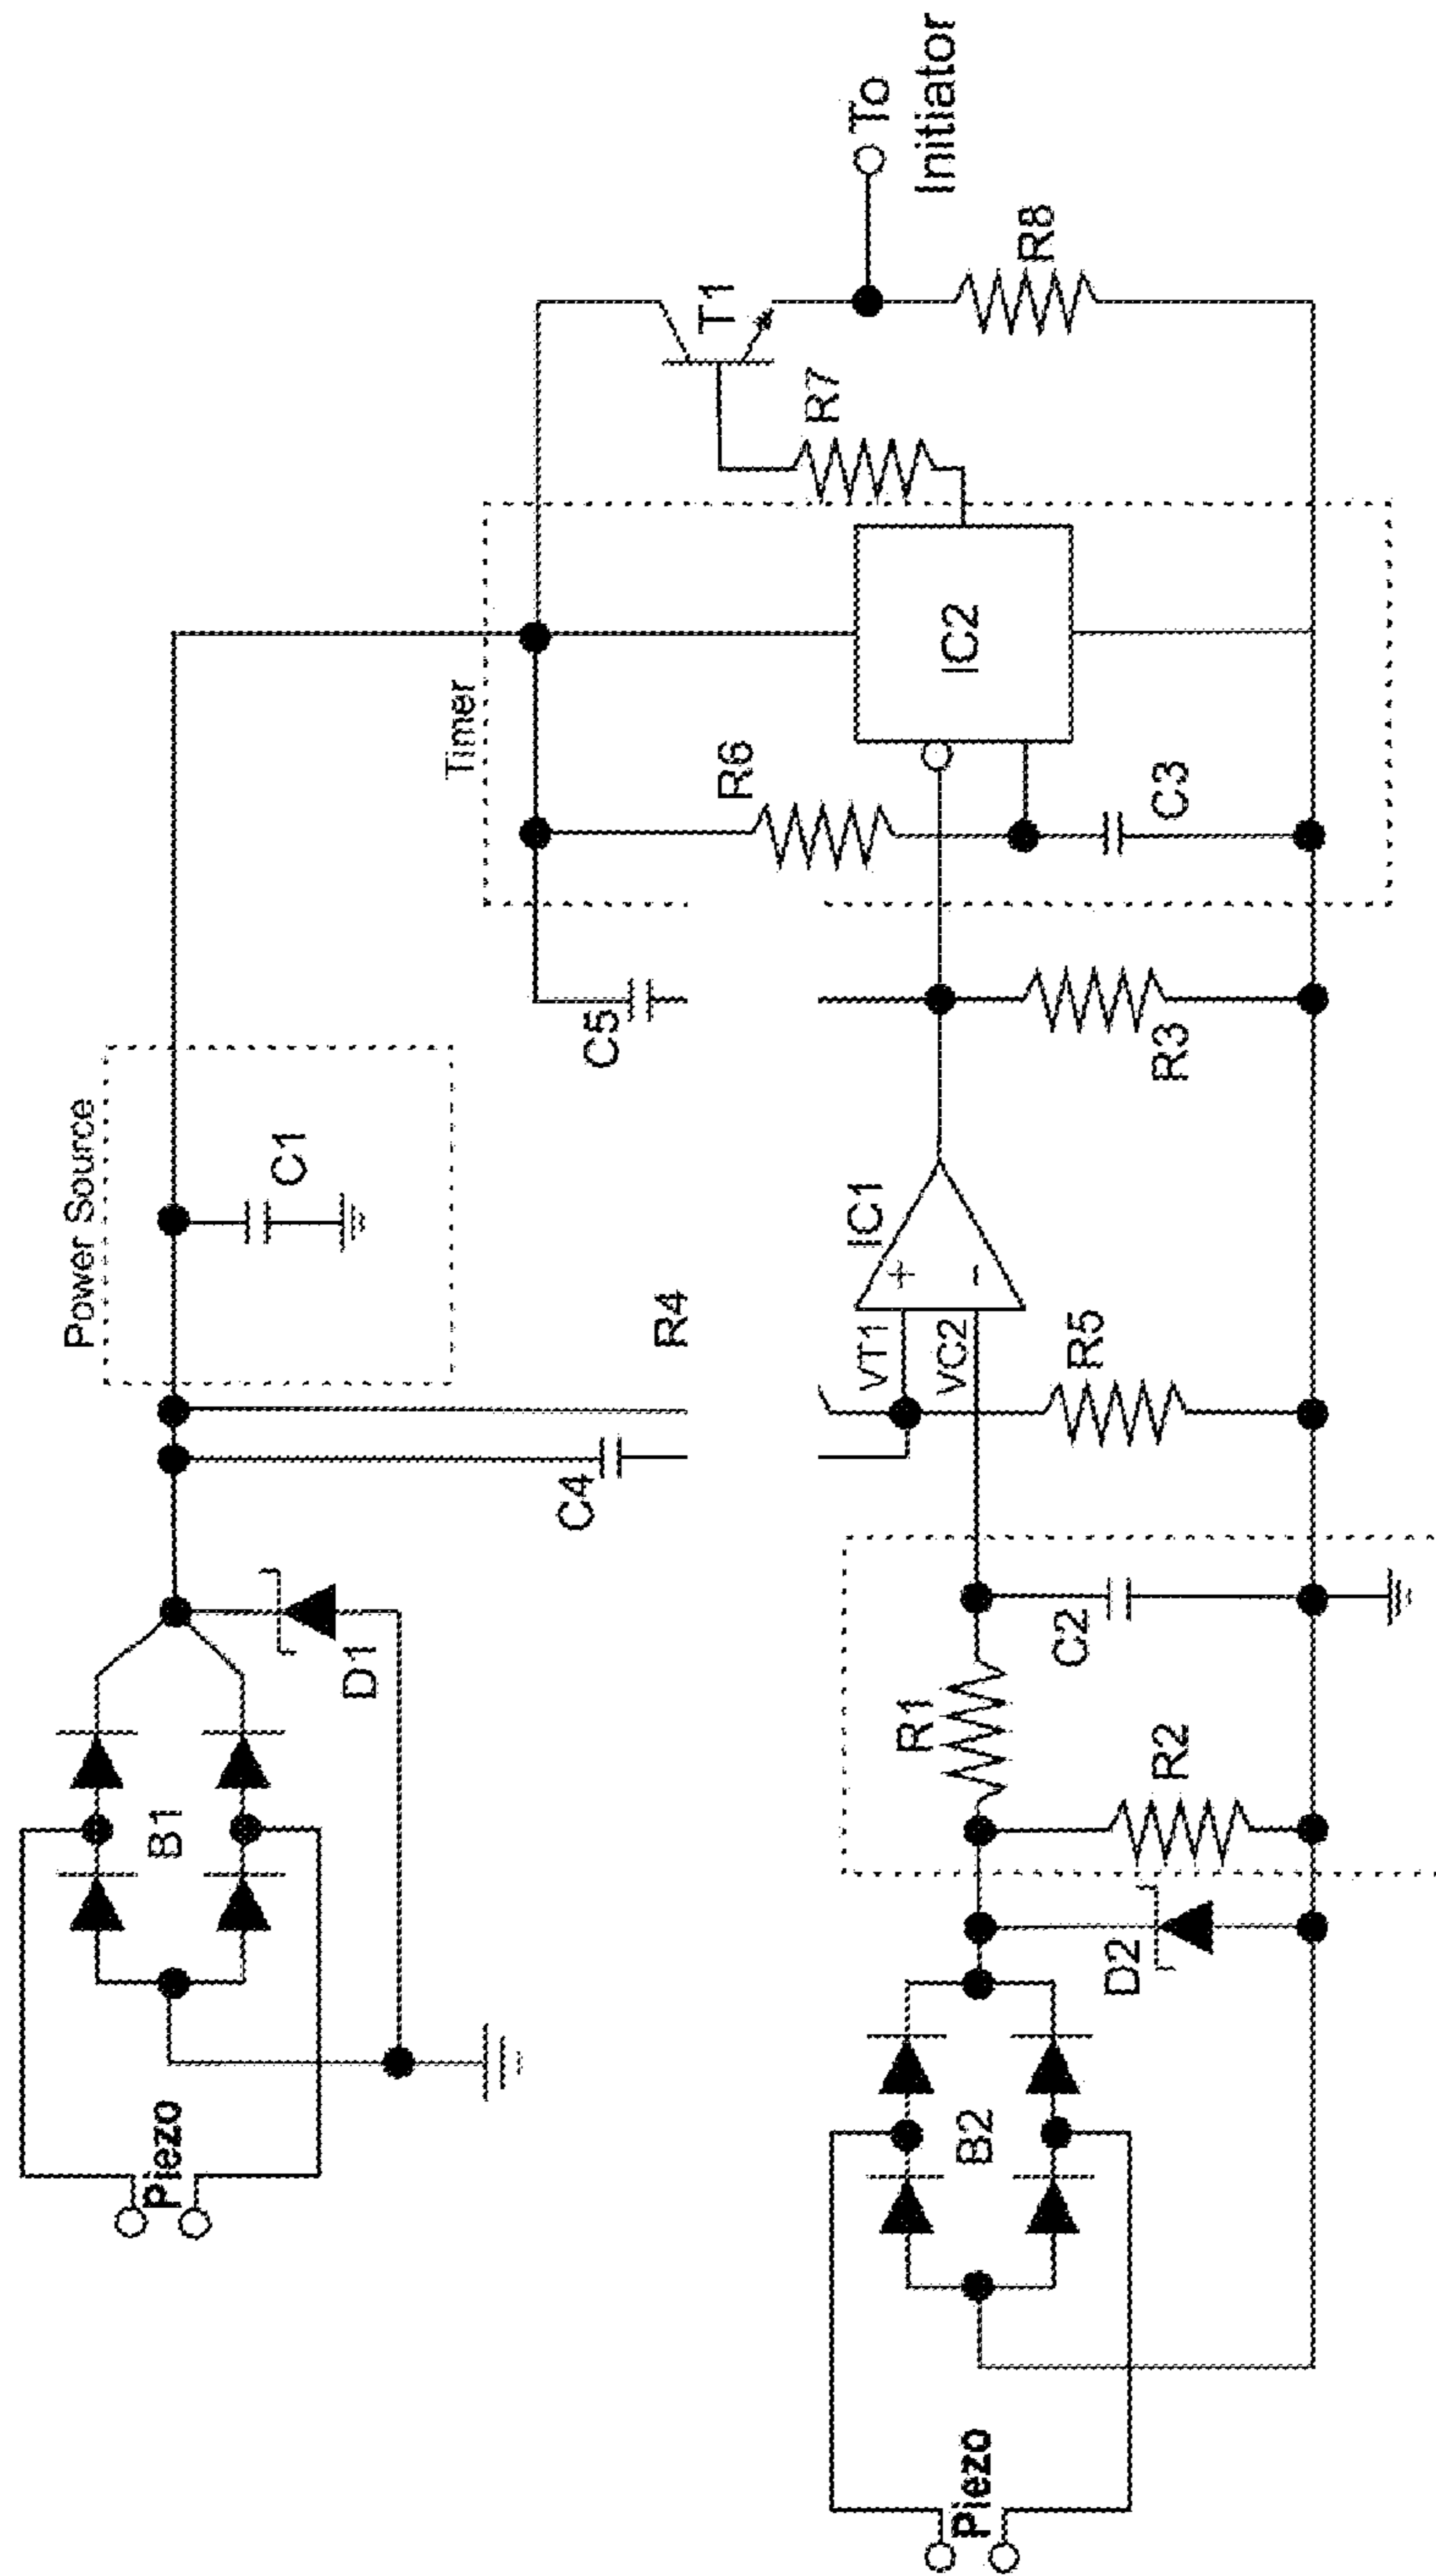 Piezo
B1
D1
Power Source
C1
C4
R4
C5
Timer
R6
IC2
C3
R7
T1
To
Initiator
R8
Piezo
B2
D2
R1
R2
C2
VT1
VC2
+
-
IC1
R5
R3